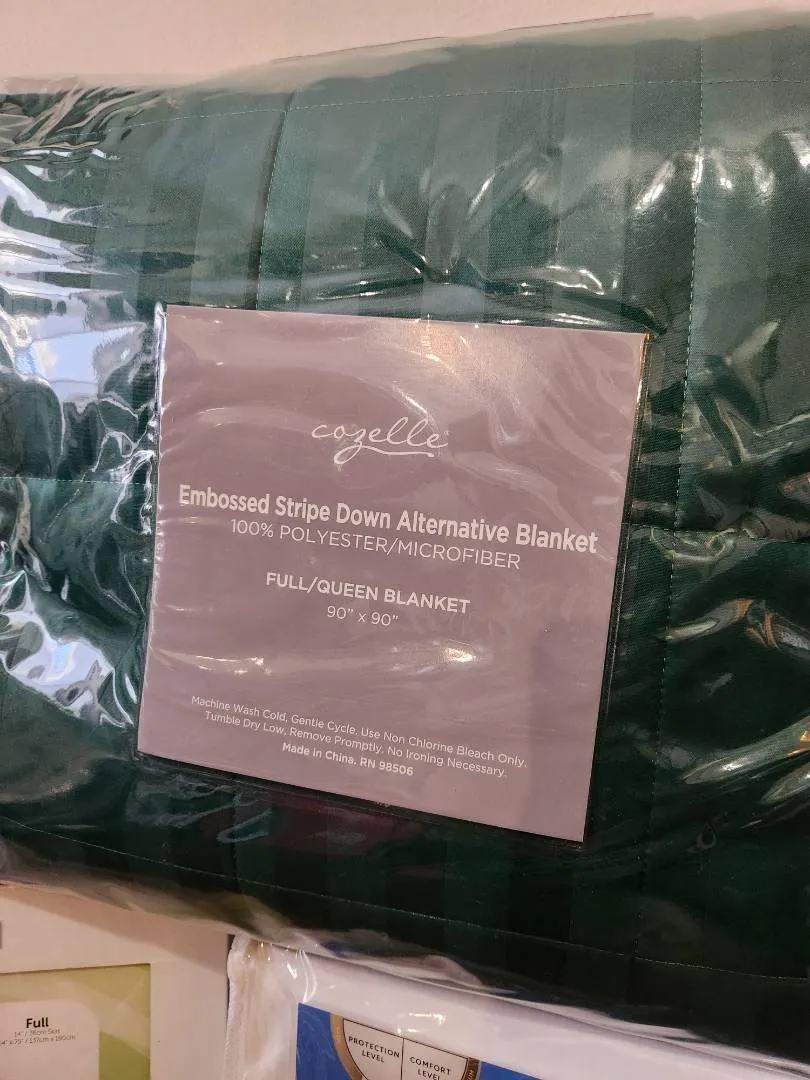 cozelle
Embossed Stripe Down Alternative Blanket
100% POLYESTER/MICROFIBER
FULL/QUEEN BLANKET
90" x 90"
Machine Wash Cold, Gentle Cycle, Use Non Chlorine Bleach Only.
Tumble Dry Low, Remove Promptly. No Ironing Necessary.
Made in China. RN 98506
Full
PROTECTION
LEVEL
COMFORT
LEVEL